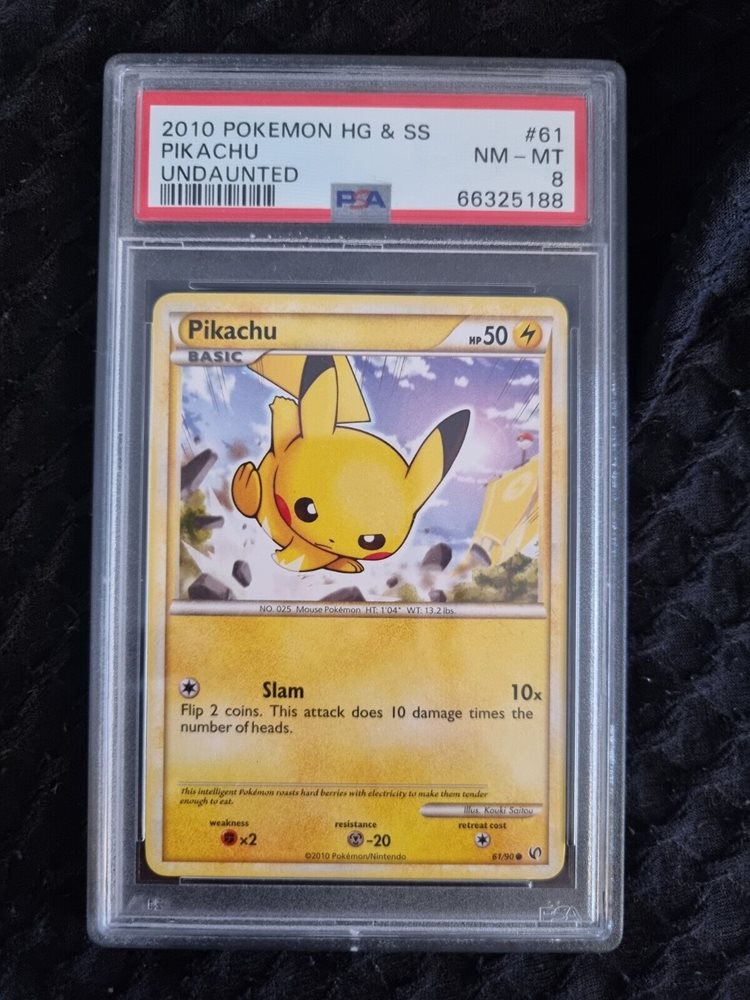 2010 POKEMON HG & SS #61
PIKACHU NM - MT
UNDAUNTED 8
PSA 66325188
Pikachu HP 50
BASIC
NO. 025 Mouse Pokémon HT: 1'04" WT: 13.2 lbs.
Slam 10x
Flip 2 coins. This attack does 10 damage times the
number of heads.
This intelligent Pokémon roasts hard berries with electricity to make them tender
enough to eat.
Illus. Kouki Saitou
weakness resistance retreat cost
×2 -20
©2010 Pokémon/Nintendo 61/90
PSA